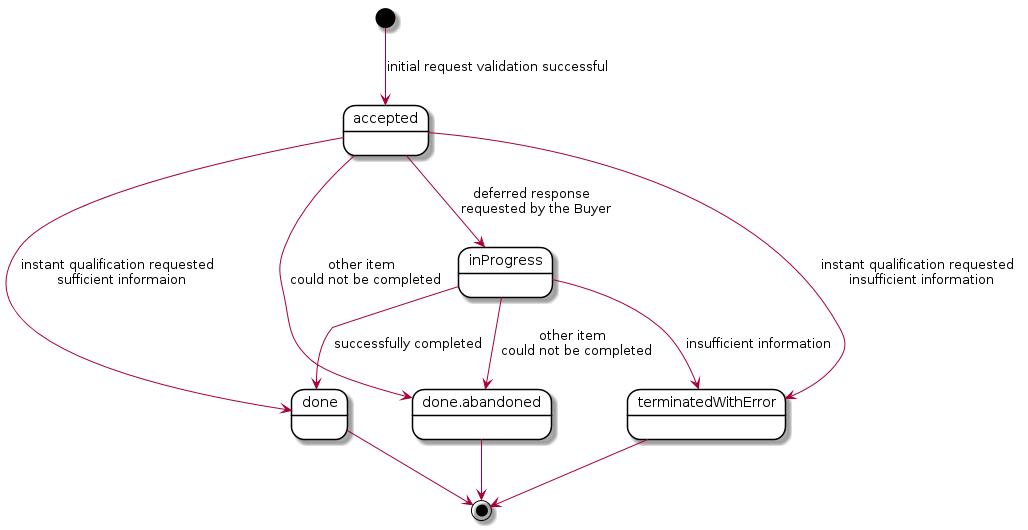 initial request validation successful
accepted
deferred response
requested by the Buyer
inProgress
instant qualification requested
sufficient informaion
other item
could not be completed
instant qualification requested
insufficient information
successfully completed
other item
could not be completed
insufficient information
done
done.abandoned
terminatedWithError